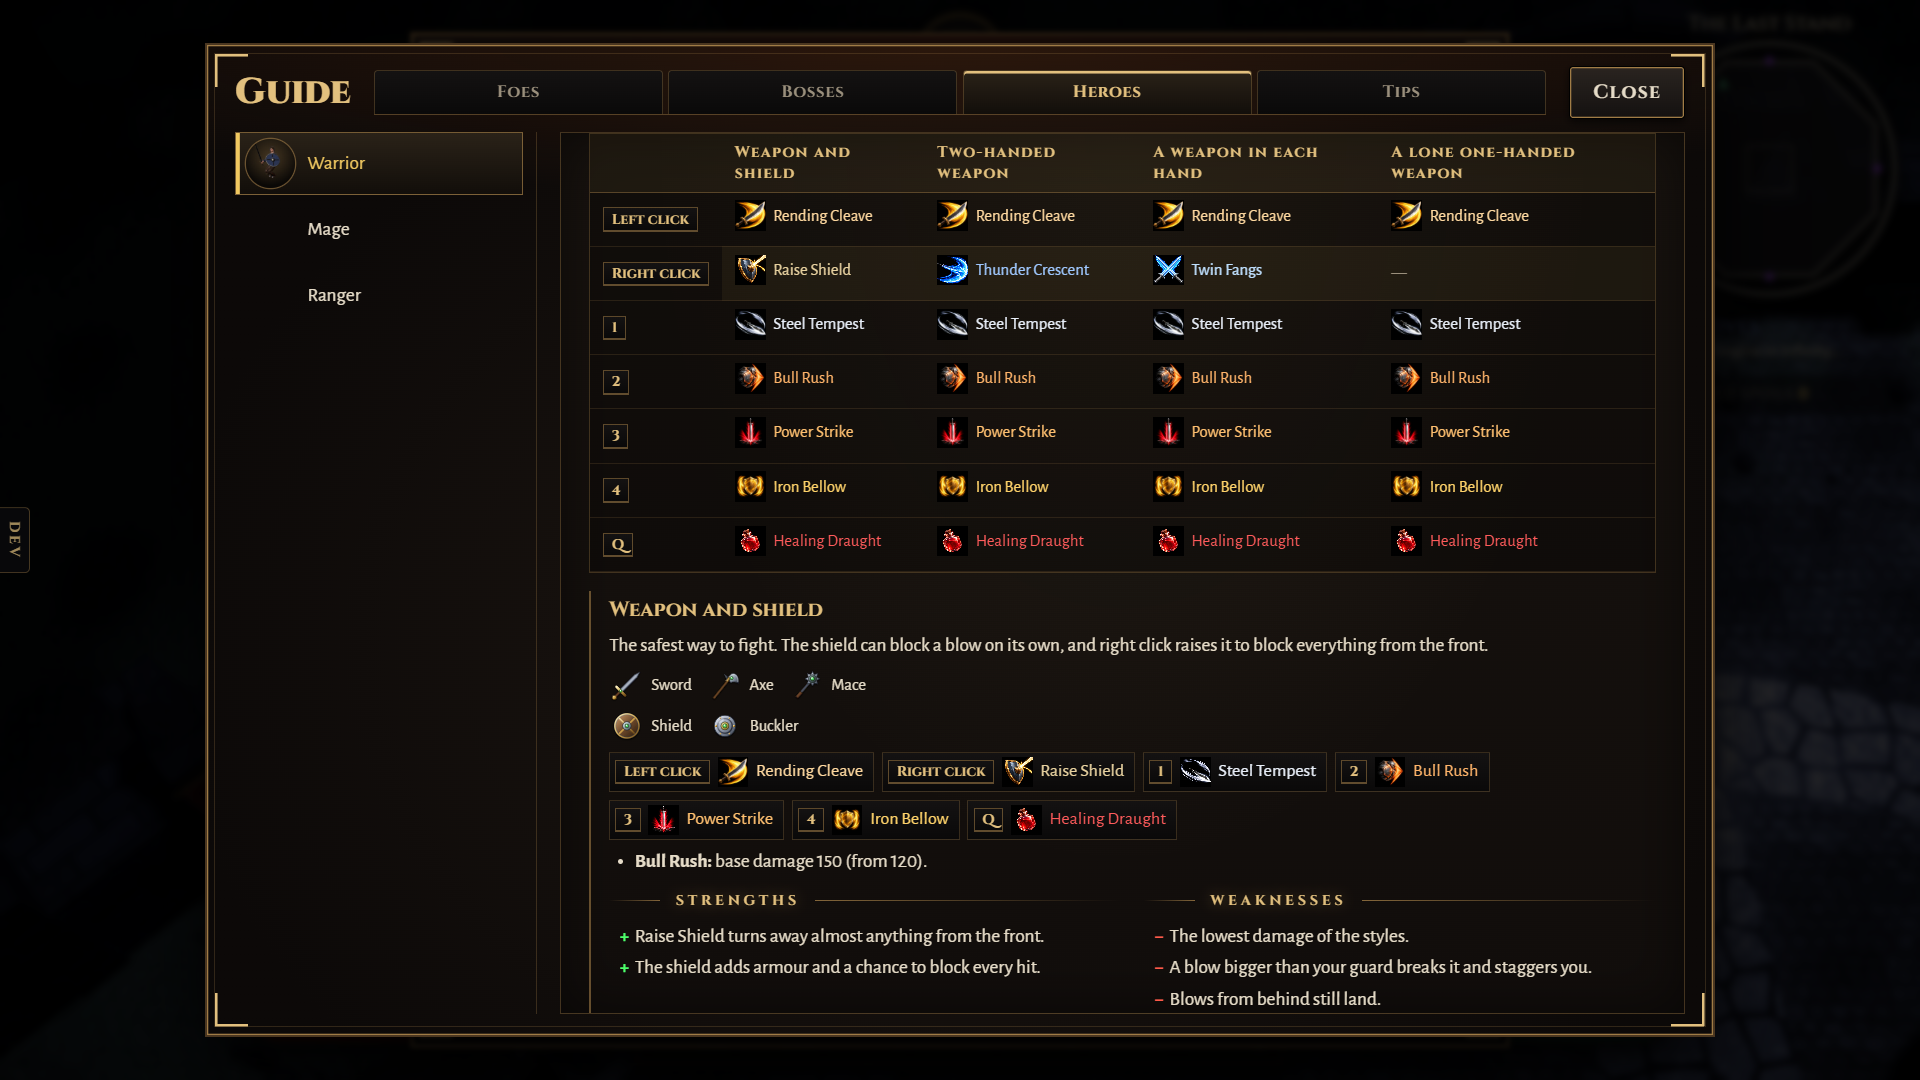 THE LAST STAND
GUIDE
FOES
BOSSES
HEROES
TIPS
CLOSE
Warrior
Mage
Ranger
DEV
WEAPON AND SHIELD
TWO-HANDED WEAPON
A WEAPON IN EACH HAND
A LONE ONE-HANDED WEAPON
LEFT CLICK Rending Cleave Rending Cleave Rending Cleave Rending Cleave
RIGHT CLICK Raise Shield Thunder Crescent Twin Fangs —
1 Steel Tempest Steel Tempest Steel Tempest Steel Tempest
2 Bull Rush Bull Rush Bull Rush Bull Rush
3 Power Strike Power Strike Power Strike Power Strike
4 Iron Bellow Iron Bellow Iron Bellow Iron Bellow
Q Healing Draught Healing Draught Healing Draught Healing Draught
WEAPON AND SHIELD
The safest way to fight. The shield can block a blow on its own, and right click raises it to block everything from the front.
Sword Axe Mace
Shield Buckler
LEFT CLICK Rending Cleave RIGHT CLICK Raise Shield 1 Steel Tempest 2 Bull Rush
3 Power Strike 4 Iron Bellow Q Healing Draught
• Bull Rush: base damage 150 (from 120).
STRENGTHS
+ Raise Shield turns away almost anything from the front.
+ The shield adds armour and a chance to block every hit.
WEAKNESSES
– The lowest damage of the styles.
– A blow bigger than your guard breaks it and staggers you.
– Blows from behind still land.